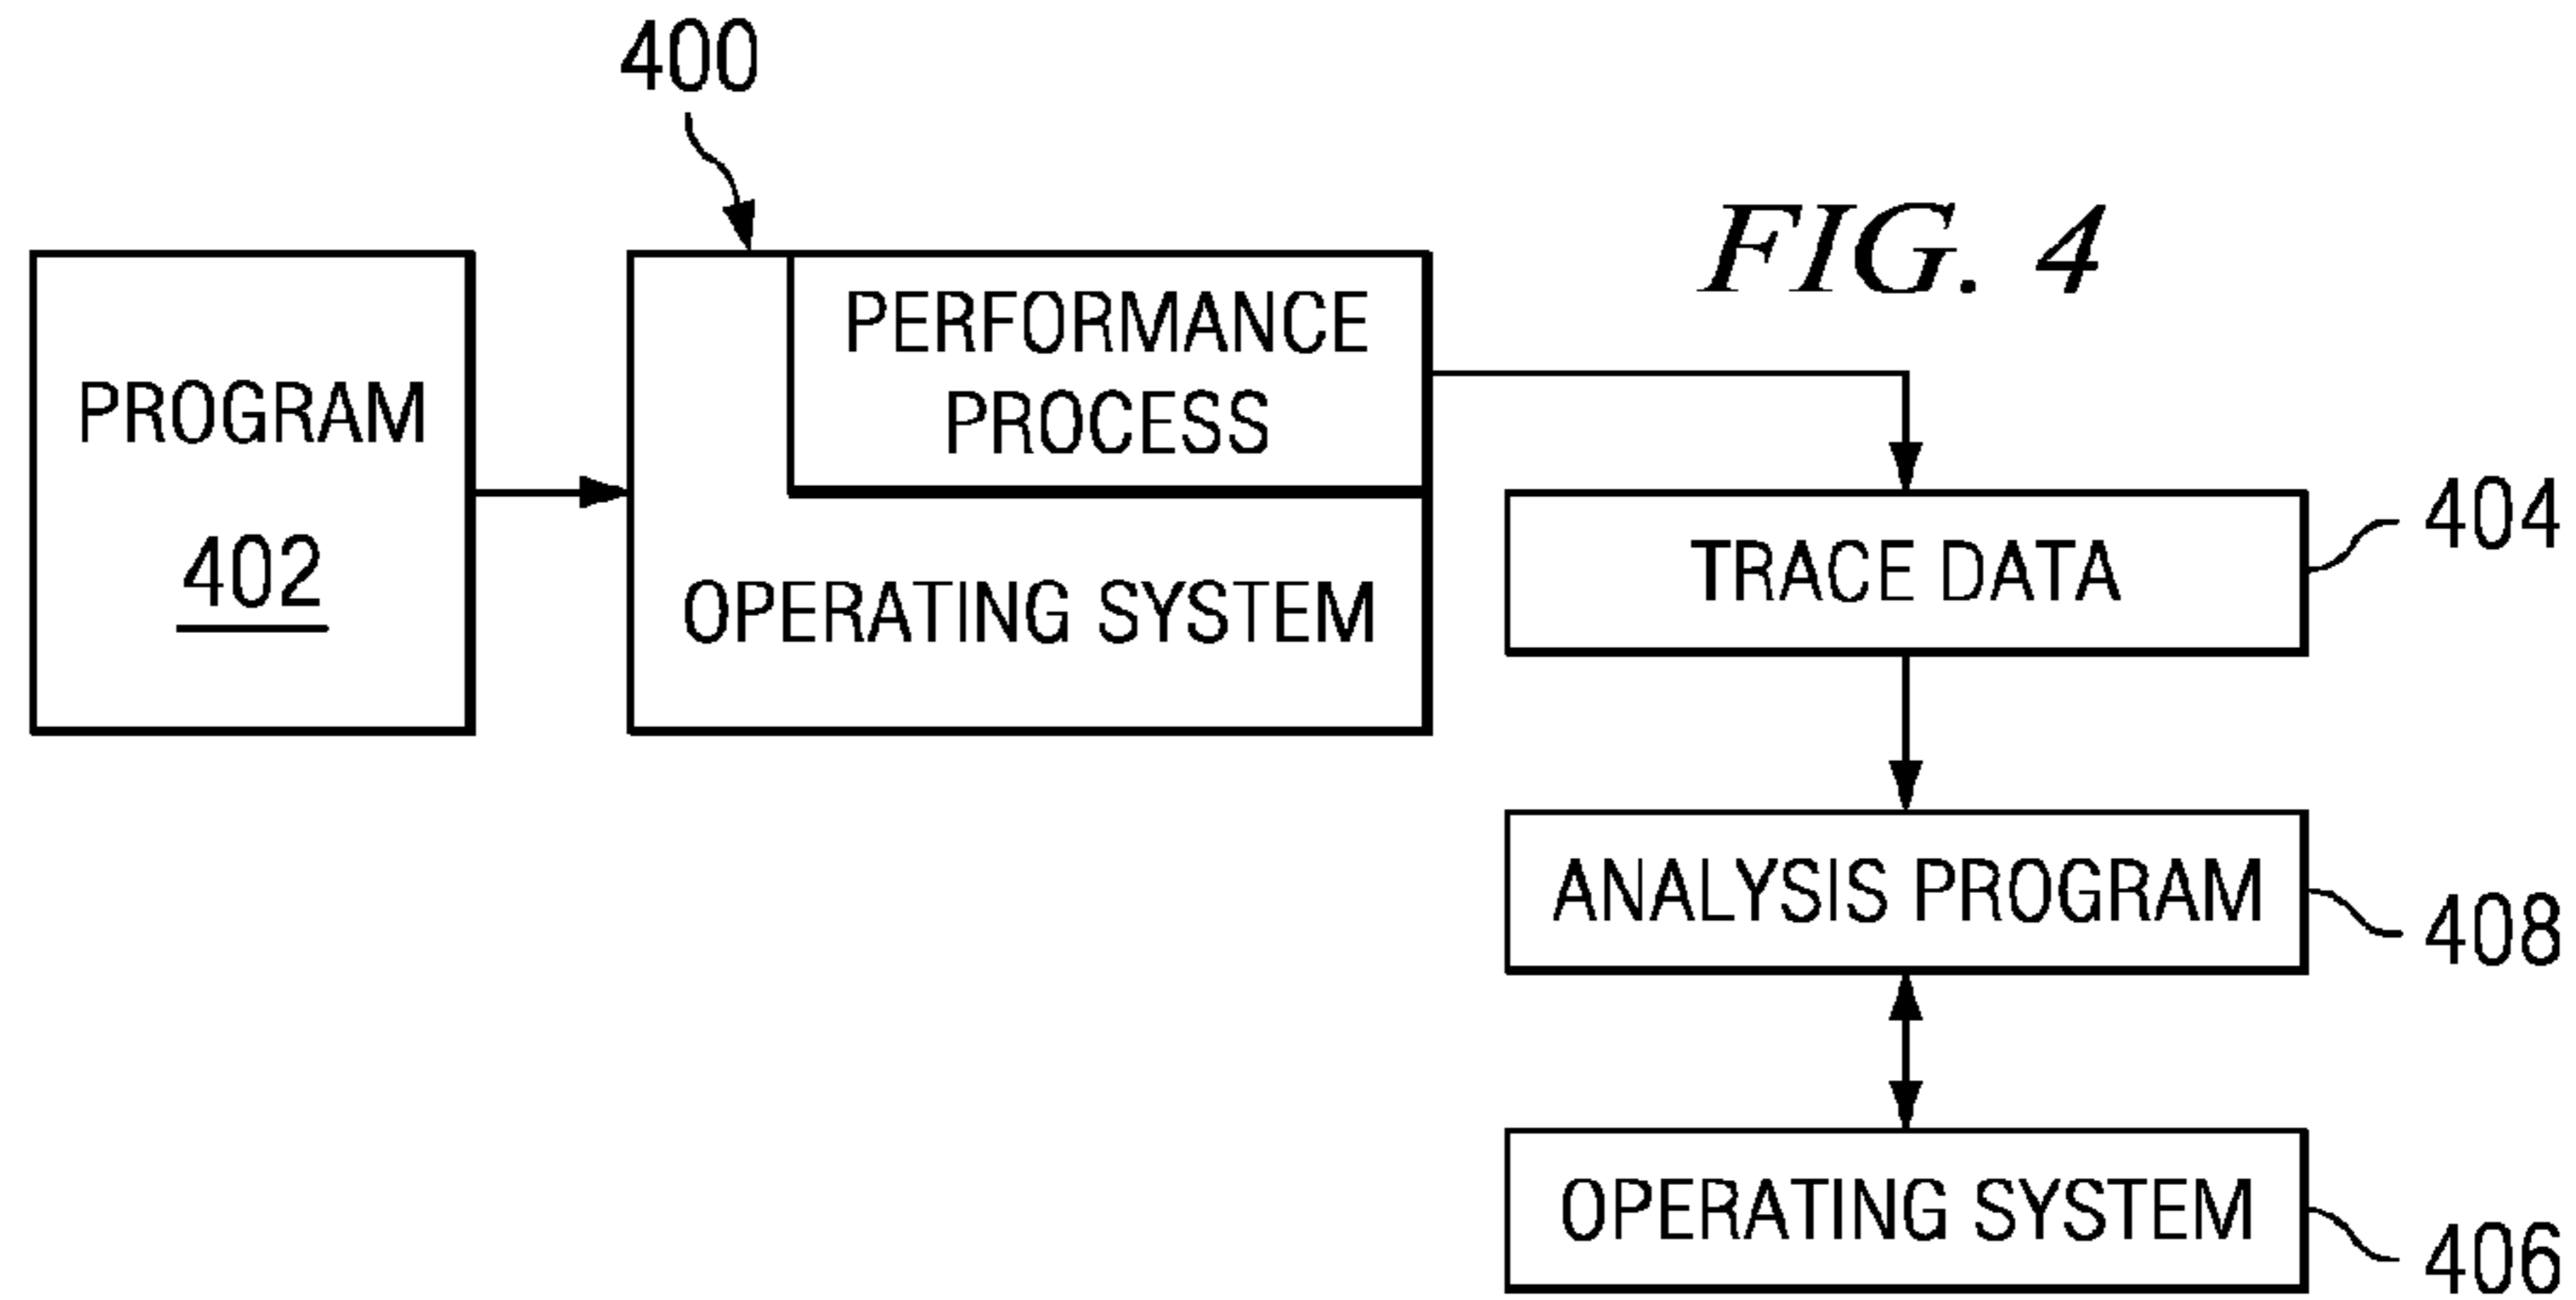 400
FIG. 4
PROGRAM
402
PERFORMANCE
PROCESS
OPERATING SYSTEM
TRACE DATA
404
ANALYSIS PROGRAM
408
OPERATING SYSTEM
406